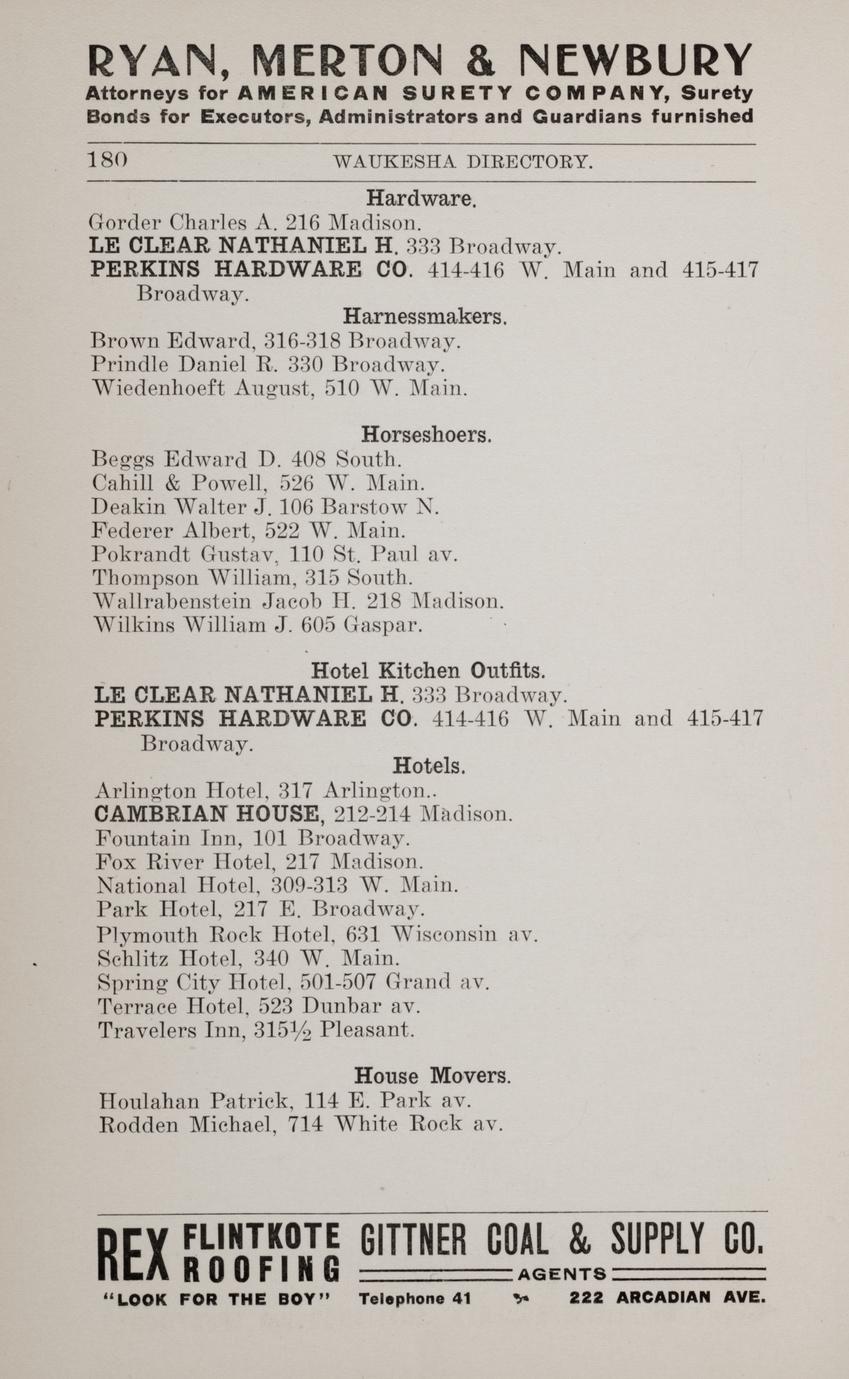 RYAN, MERTON & NEWBURY
Attorneys for AMERICAN SURETY COMPANY, Surety
Bonds for Executors, Administrators and Guardians furnished
180 WAUKESHA DIRECTORY.
Hardware.
Gorder Charles A. 216 Madison.
LE CLEAR NATHANIEL H. 333 Broadway.
PERKINS HARDWARE CO. 414-416 W. Main and 415-417
Broadway.
Harnessmakers.
Brown Edward, 316-318 Broadway.
Prindle Daniel R. 330 Broadway.
Wiedenhoeft August, 510 W. Main.
Horseshoers.
Beggs Edward D. 408 South.
Cahill & Powell, 526 W. Main.
Deakin Walter J. 106 Barstow N.
Federer Albert, 522 W. Main.
Pokrandt Gustav, 110 St. Paul av.
Thompson William, 315 South.
Wallrabenstein Jacob H. 218 Madison.
Wilkins William J. 605 Gaspar.
Hotel Kitchen Outfits.
LE CLEAR NATHANIEL H. 333 Broadway.
PERKINS HARDWARE CO. 414-416 W. Main and 415-417
Broadway.
Hotels.
Arlington Hotel, 317 Arlington..
CAMBRIAN HOUSE, 212-214 Madison.
Fountain Inn, 101 Broadway.
Fox River Hotel, 217 Madison.
National Hotel, 309-313 W. Main.
Park Hotel, 217 E. Broadway.
Plymouth Rock Hotel, 631 Wisconsin av.
Schlitz Hotel, 340 W. Main.
Spring City Hotel, 501-507 Grand av.
Terrace Hotel, 523 Dunbar av.
Travelers Inn, 315½ Pleasant.
House Movers.
Houlahan Patrick, 114 E. Park av.
Rodden Michael, 714 White Rock av.
REX FLINTKOTE ROOFING
"LOOK FOR THE BOY"
GITTNER COAL & SUPPLY CO.
AGENTS
Telephone 41 222 ARCADIAN AVE.